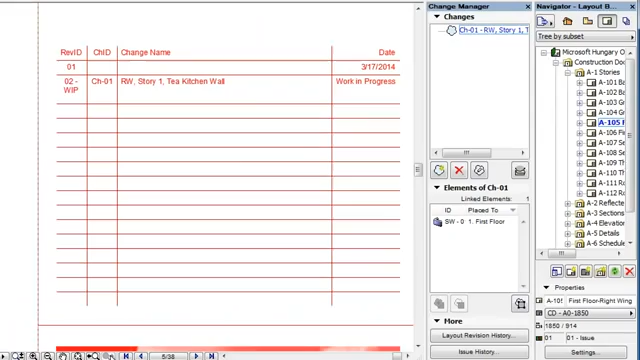 RevID ChID Change Name Date
01 3/17/2014
02 - WIP Ch-01 RW, Story 1, Tea Kitchen Wall Work in Progress
5/38
Change Manager
Changes
Ch-01 - RW, Story 1, T
Elements of Ch-01
Linked Elements: 1
ID Placed To
SW - 0 1. First Floor
More
Layout Revision History...
Issue History...
Navigator - Layout B
Tree by subset
Microsoft Hungary O
Construction Doc
A-1 Stories
A-101 Ba
A-102 Ba
A-103 Gr
A-104 Gr
A-105 F
A-106 Fi
A-107 Se
A-108 Se
A-109 Th
A-110 Th
A-111 Ro
A-112 Ro
A-2 Reflecte
A-3 Sections
A-4 Elevation
A-5 Details
A-6 Schedule
Properties
A-105 First Floor-Right Wing
CD - A0-1850
1850 / 914
01 01 - Issue
Settings...